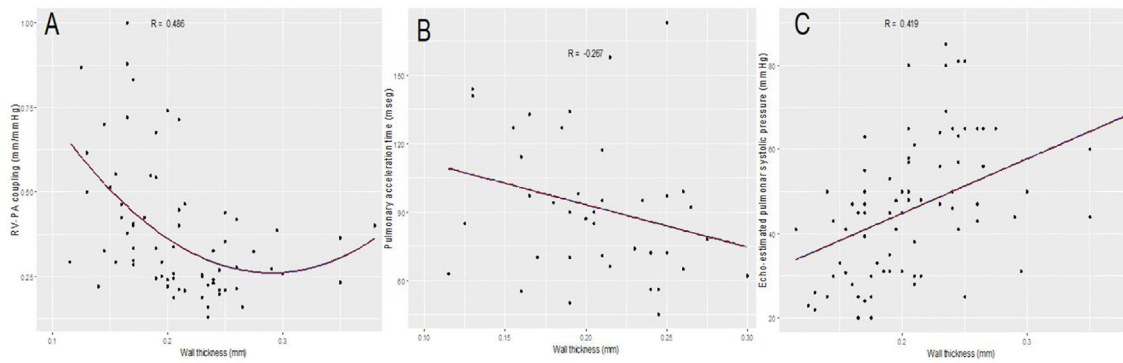 A
R = 0.486
1.00
0.75
0.50
0.25
RV-PA coupling (mm/mmHg)
0.1
0.2
0.3
Wall thickness (mm)
B
R = -0.267
150
120
90
60
Pulmonary acceleration time (mseg)
0.10
0.15
0.20
0.25
0.30
Wall thickness (mm)
C
R = 0.419
80
60
40
20
Echo-estimated pulmonar systolic pressure (mmHg)
0.2
0.3
Wall thickness (mm)